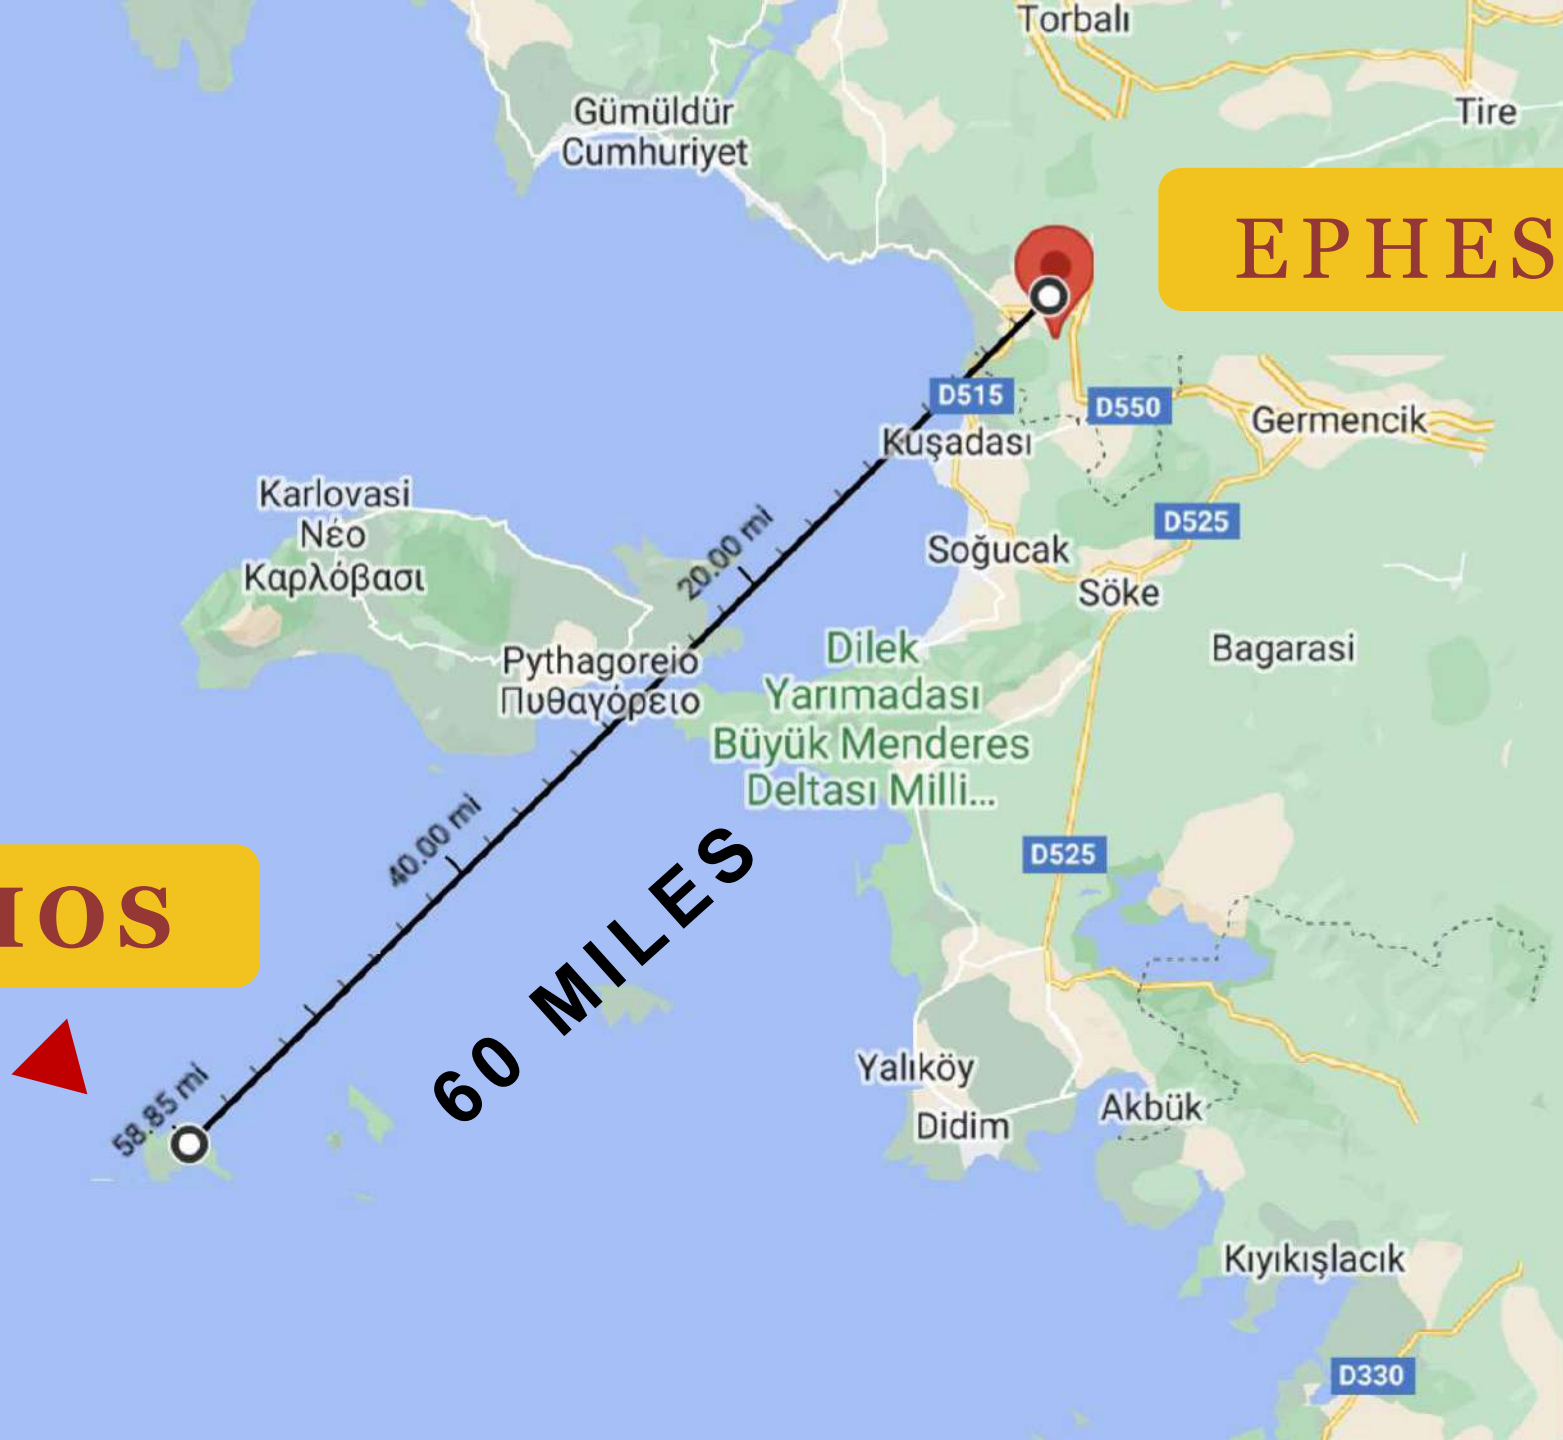 Torbalı
Gümüldür
Cumhuriyet
Tire
EPHES
D515
D550
Germencik
Kuşadası
Karlovasi
Νέο
Καρλόβασι
20.00 mi
D525
Soğucak
Söke
Pythagoreio
Πυθαγόρειο
Dilek
Yarımadası
Büyük Menderes
Deltası Milli...
Bagarasi
40.00 mi
60 MILES
D525
IOS
58.85 mi
Yalıköy
Didim
Akbük
Kıyıkışlacık
D330